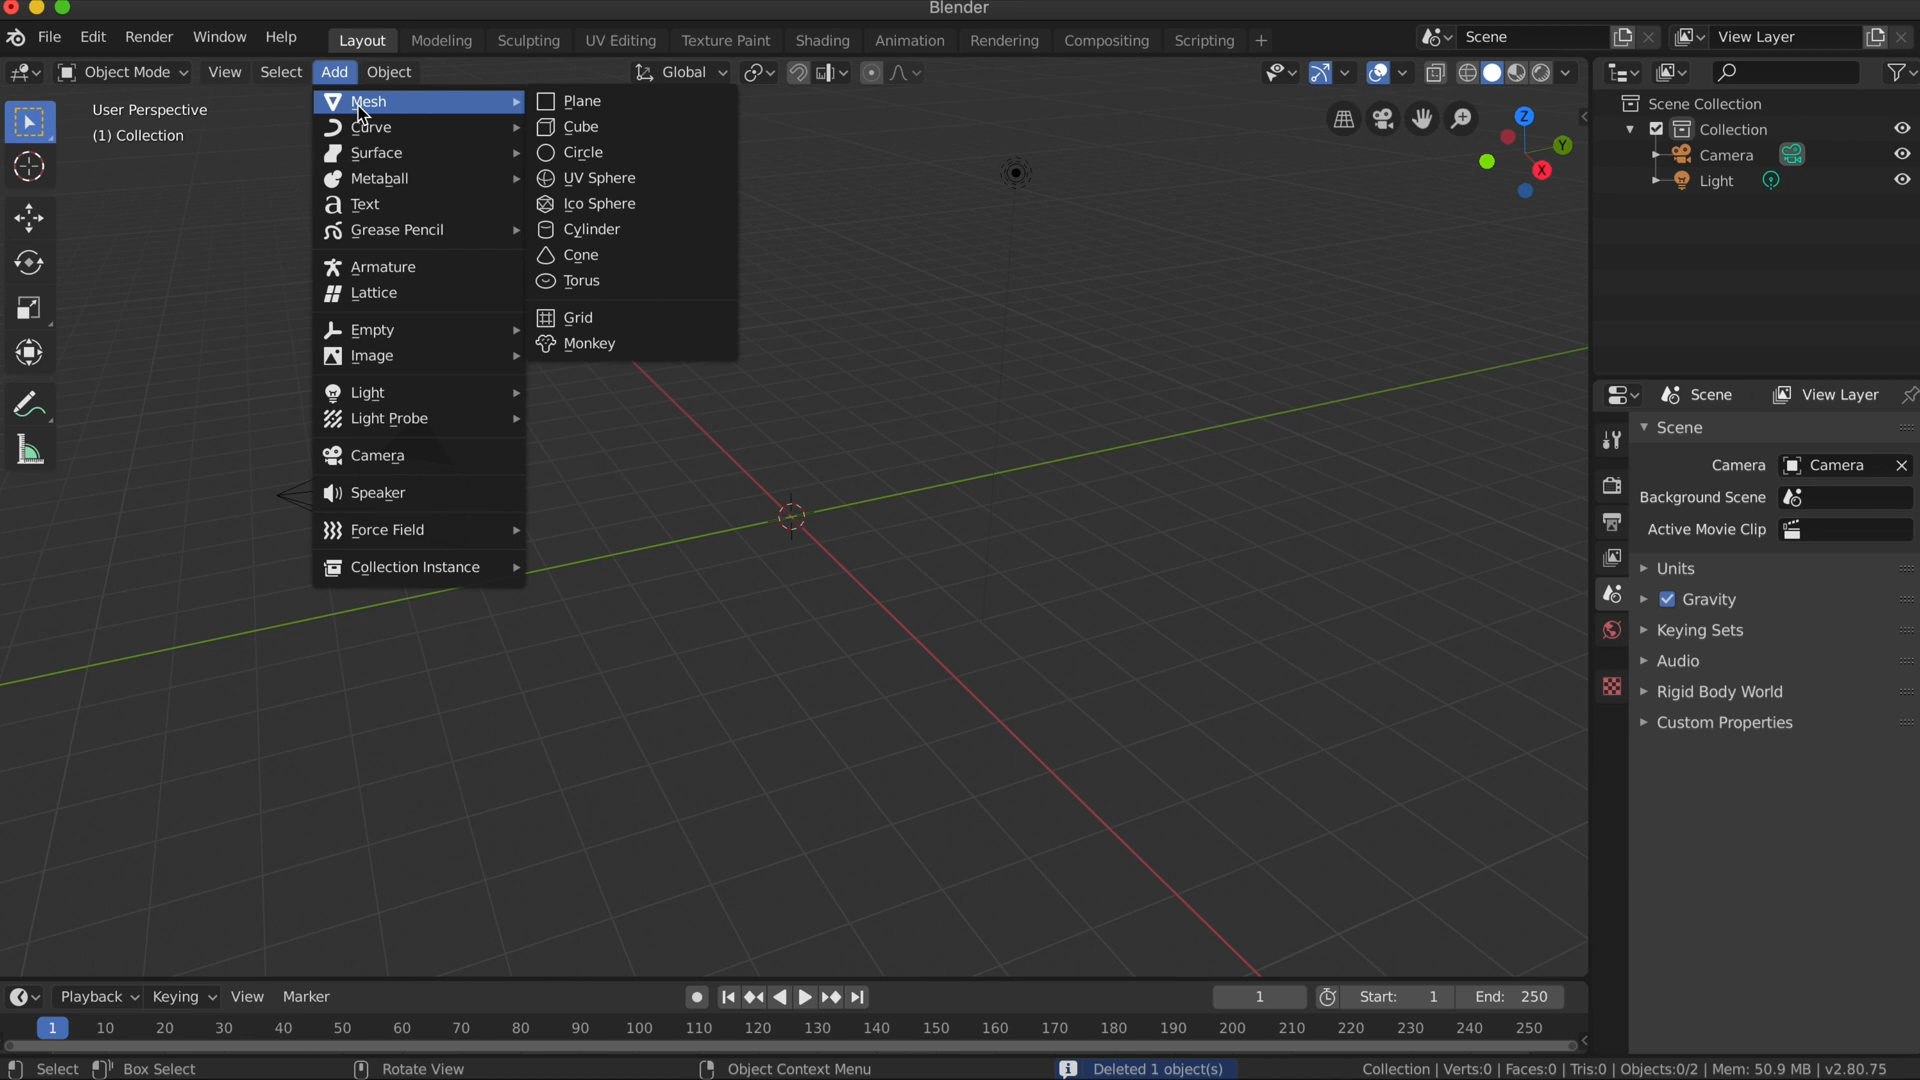 Blender
File Edit Render Window Help Layout Modeling Sculpting UV Editing Texture Paint Shading Animation Rendering Compositing Scripting + Scene View Layer
Object Mode View Select Add Object Global
User Perspective
(1) Collection
Mesh
Curve
Surface
Metaball
Text
Grease Pencil
Armature
Lattice
Empty
Image
Light
Light Probe
Camera
Speaker
Force Field
Collection Instance
Plane
Cube
Circle
UV Sphere
Ico Sphere
Cylinder
Cone
Torus
Grid
Monkey
Z
Y
X
Scene Collection
Collection
Camera
Light
Scene View Layer
Scene
Camera Camera
Background Scene
Active Movie Clip
Units
Gravity
Keying Sets
Audio
Rigid Body World
Custom Properties
Playback Keying View Marker 1 Start: 1 End: 250
1 10 20 30 40 50 60 70 80 90 100 110 120 130 140 150 160 170 180 190 200 210 220 230 240 250
Select Box Select Rotate View Object Context Menu Deleted 1 object(s) Collection | Verts:0 | Faces:0 | Tris:0 | Objects:0/2 | Mem: 50.9 MB | v2.80.75